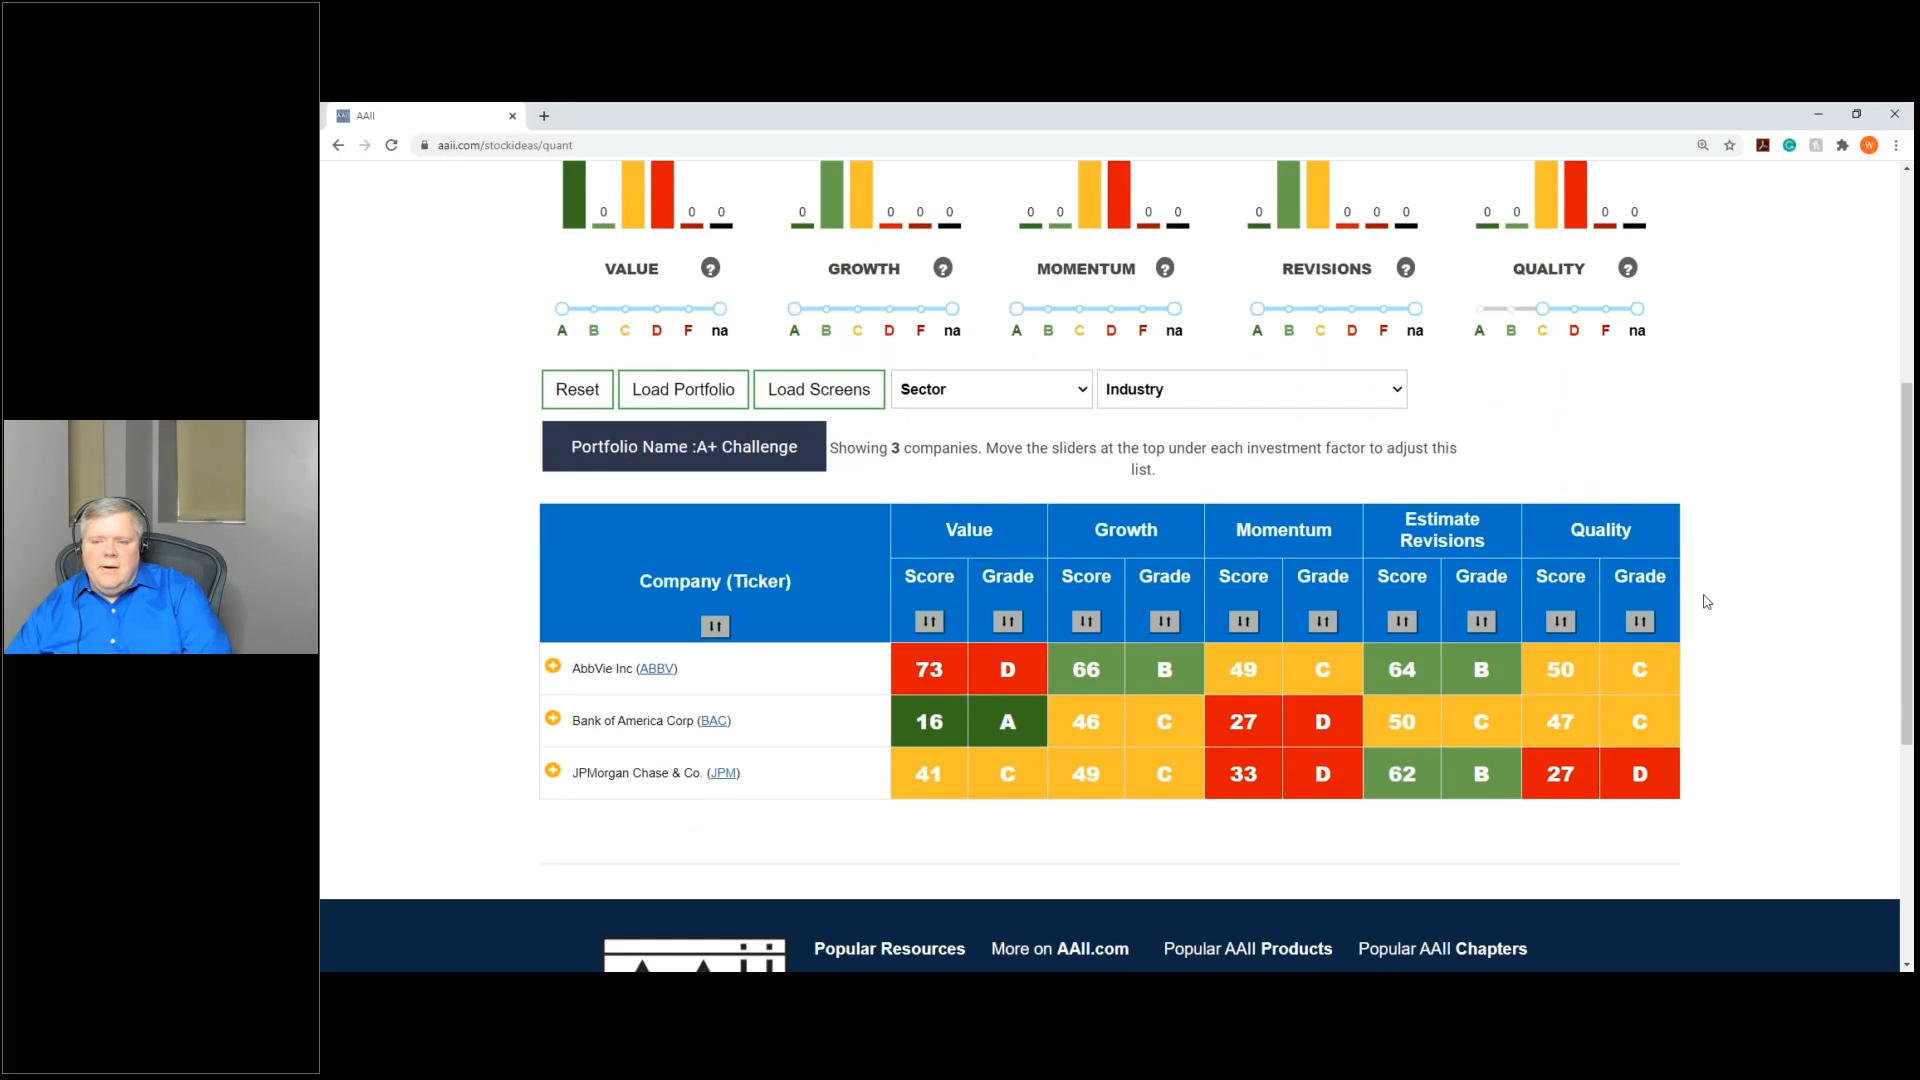 AAII
aaii.com/stockideas/quant
W
0 0 0
0 0 0 0
0 0 0 0
0 0 0 0
0 0 0 0
VALUE ? GROWTH ? MOMENTUM ? REVISIONS ? QUALITY ?
A B C D F na A B C D F na A B C D F na A B C D F na A B C D F na
Reset Load Portfolio Load Screens Sector Industry
Portfolio Name :A+ Challenge
Showing 3 companies. Move the sliders at the top under each investment factor to adjust this
list.
Company (Ticker) Value Growth Momentum Estimate
Revisions Quality
Score Grade Score Grade Score Grade Score Grade Score Grade
AbbVie Inc (ABBV) 73 D 66 B 49 C 64 B 50 C
Bank of America Corp (BAC) 16 A 46 C 27 D 50 C 47 C
JPMorgan Chase & Co. (JPM) 41 C 49 C 33 D 62 B 27 D
Popular Resources More on AAII.com Popular AAII Products Popular AAII Chapters